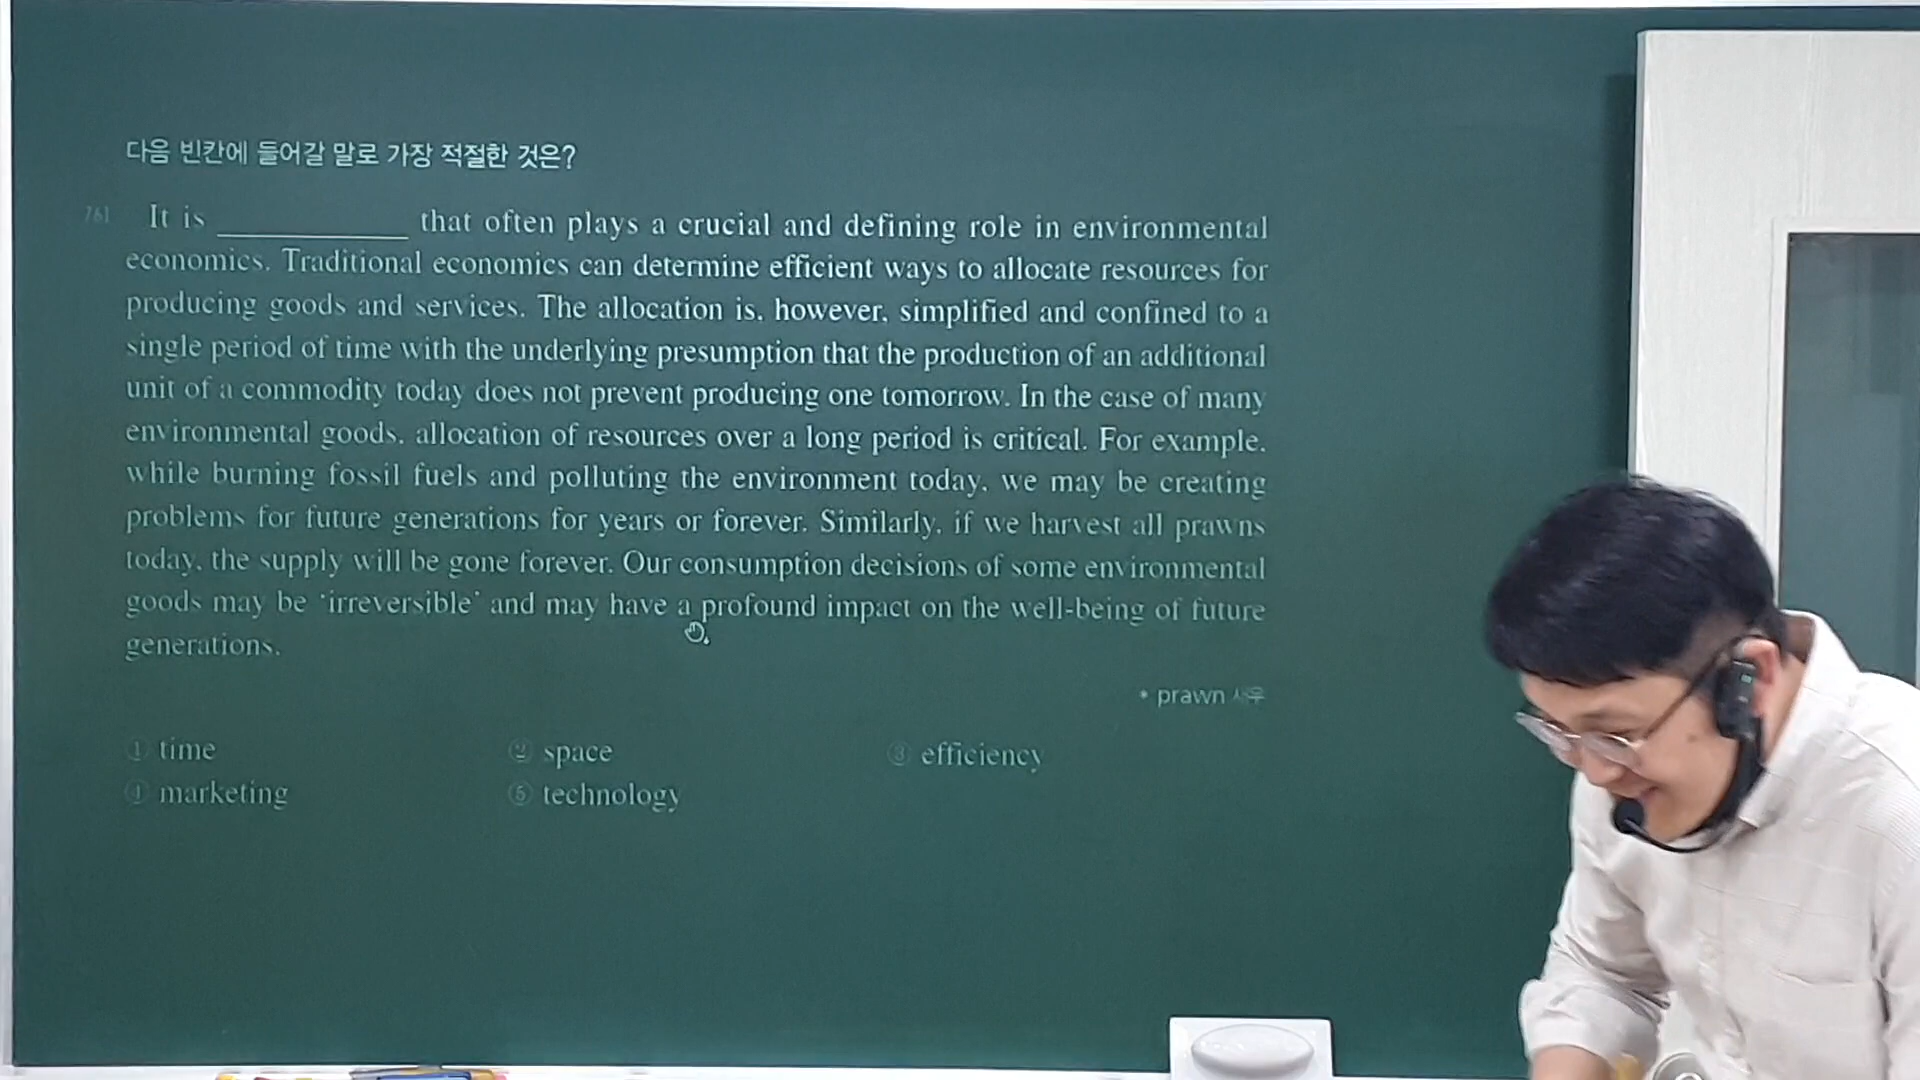 다음 빈칸에 들어갈 말로 가장 적절한 것은?
761 It is __________ that often plays a crucial and defining role in environmental
economics. Traditional economics can determine efficient ways to allocate resources for
producing goods and services. The allocation is, however, simplified and confined to a
single period of time with the underlying presumption that the production of an additional
unit of a commodity today does not prevent producing one tomorrow. In the case of many
environmental goods, allocation of resources over a long period is critical. For example,
while burning fossil fuels and polluting the environment today, we may be creating
problems for future generations for years or forever. Similarly, if we harvest all prawns
today, the supply will be gone forever. Our consumption decisions of some environmental
goods may be ‘irreversible’ and may have a profound impact on the well-being of future
generations.
* prawn 새우
① time ② space ③ efficiency
④ marketing ⑤ technology